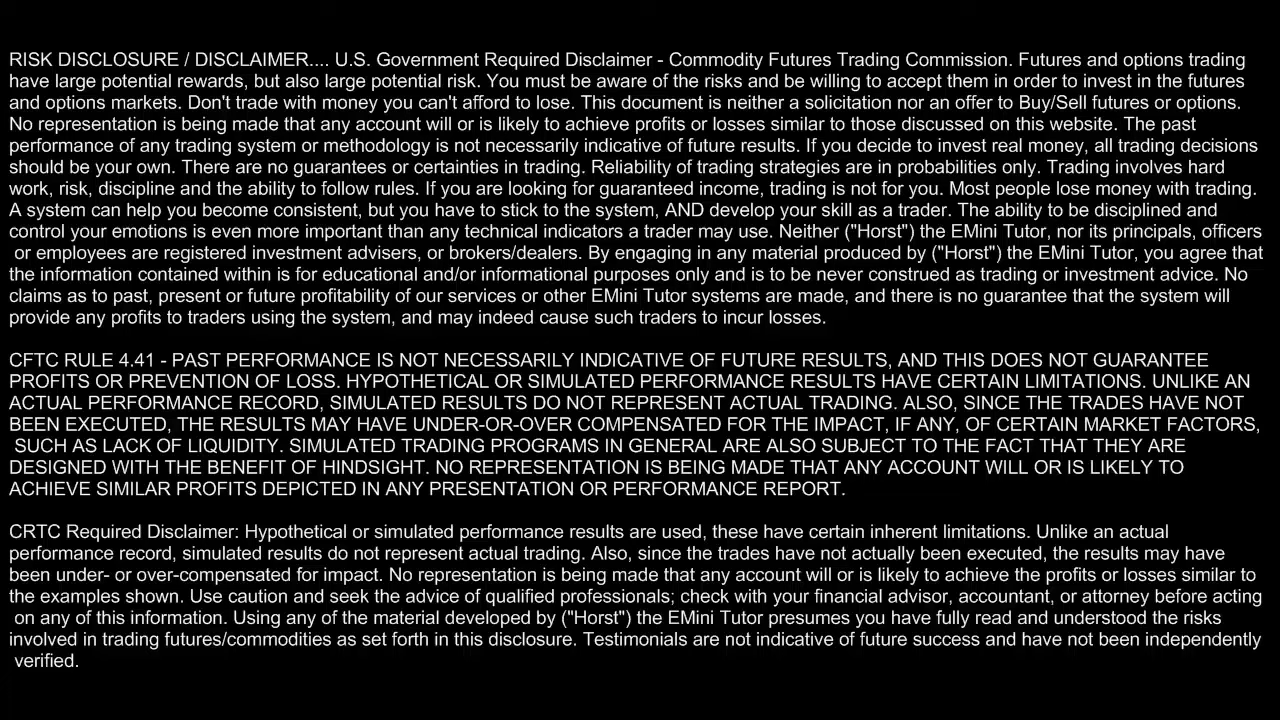 RISK DISCLOSURE / DISCLAIMER.... U.S. Government Required Disclaimer - Commodity Futures Trading Commission. Futures and options trading
have large potential rewards, but also large potential risk. You must be aware of the risks and be willing to accept them in order to invest in the futures
and options markets. Don't trade with money you can't afford to lose. This document is neither a solicitation nor an offer to Buy/Sell futures or options.
No representation is being made that any account will or is likely to achieve profits or losses similar to those discussed on this website. The past
performance of any trading system or methodology is not necessarily indicative of future results. If you decide to invest real money, all trading decisions
should be your own. There are no guarantees or certainties in trading. Reliability of trading strategies are in probabilities only. Trading involves hard
work, risk, discipline and the ability to follow rules. If you are looking for guaranteed income, trading is not for you. Most people lose money with trading.
A system can help you become consistent, but you have to stick to the system, AND develop your skill as a trader. The ability to be disciplined and
control your emotions is even more important than any technical indicators a trader may use. Neither ("Horst") the EMini Tutor, nor its principals, officers
or employees are registered investment advisers, or brokers/dealers. By engaging in any material produced by ("Horst") the EMini Tutor, you agree that
the information contained within is for educational and/or informational purposes only and is to be never construed as trading or investment advice. No
claims as to past, present or future profitability of our services or other EMini Tutor systems are made, and there is no guarantee that the system will
provide any profits to traders using the system, and may indeed cause such traders to incur losses.
CFTC RULE 4.41 - PAST PERFORMANCE IS NOT NECESSARILY INDICATIVE OF FUTURE RESULTS, AND THIS DOES NOT GUARANTEE
PROFITS OR PREVENTION OF LOSS. HYPOTHETICAL OR SIMULATED PERFORMANCE RESULTS HAVE CERTAIN LIMITATIONS. UNLIKE AN
ACTUAL PERFORMANCE RECORD, SIMULATED RESULTS DO NOT REPRESENT ACTUAL TRADING. ALSO, SINCE THE TRADES HAVE NOT
BEEN EXECUTED, THE RESULTS MAY HAVE UNDER-OR-OVER COMPENSATED FOR THE IMPACT, IF ANY, OF CERTAIN MARKET FACTORS,
SUCH AS LACK OF LIQUIDITY. SIMULATED TRADING PROGRAMS IN GENERAL ARE ALSO SUBJECT TO THE FACT THAT THEY ARE
DESIGNED WITH THE BENEFIT OF HINDSIGHT. NO REPRESENTATION IS BEING MADE THAT ANY ACCOUNT WILL OR IS LIKELY TO
ACHIEVE SIMILAR PROFITS DEPICTED IN ANY PRESENTATION OR PERFORMANCE REPORT.
CRTC Required Disclaimer: Hypothetical or simulated performance results are used, these have certain inherent limitations. Unlike an actual
performance record, simulated results do not represent actual trading. Also, since the trades have not actually been executed, the results may have
been under- or over-compensated for impact. No representation is being made that any account will or is likely to achieve the profits or losses similar to
the examples shown. Use caution and seek the advice of qualified professionals; check with your financial advisor, accountant, or attorney before acting
on any of this information. Using any of the material developed by ("Horst") the EMini Tutor presumes you have fully read and understood the risks
involved in trading futures/commodities as set forth in this disclosure. Testimonials are not indicative of future success and have not been independently
verified.